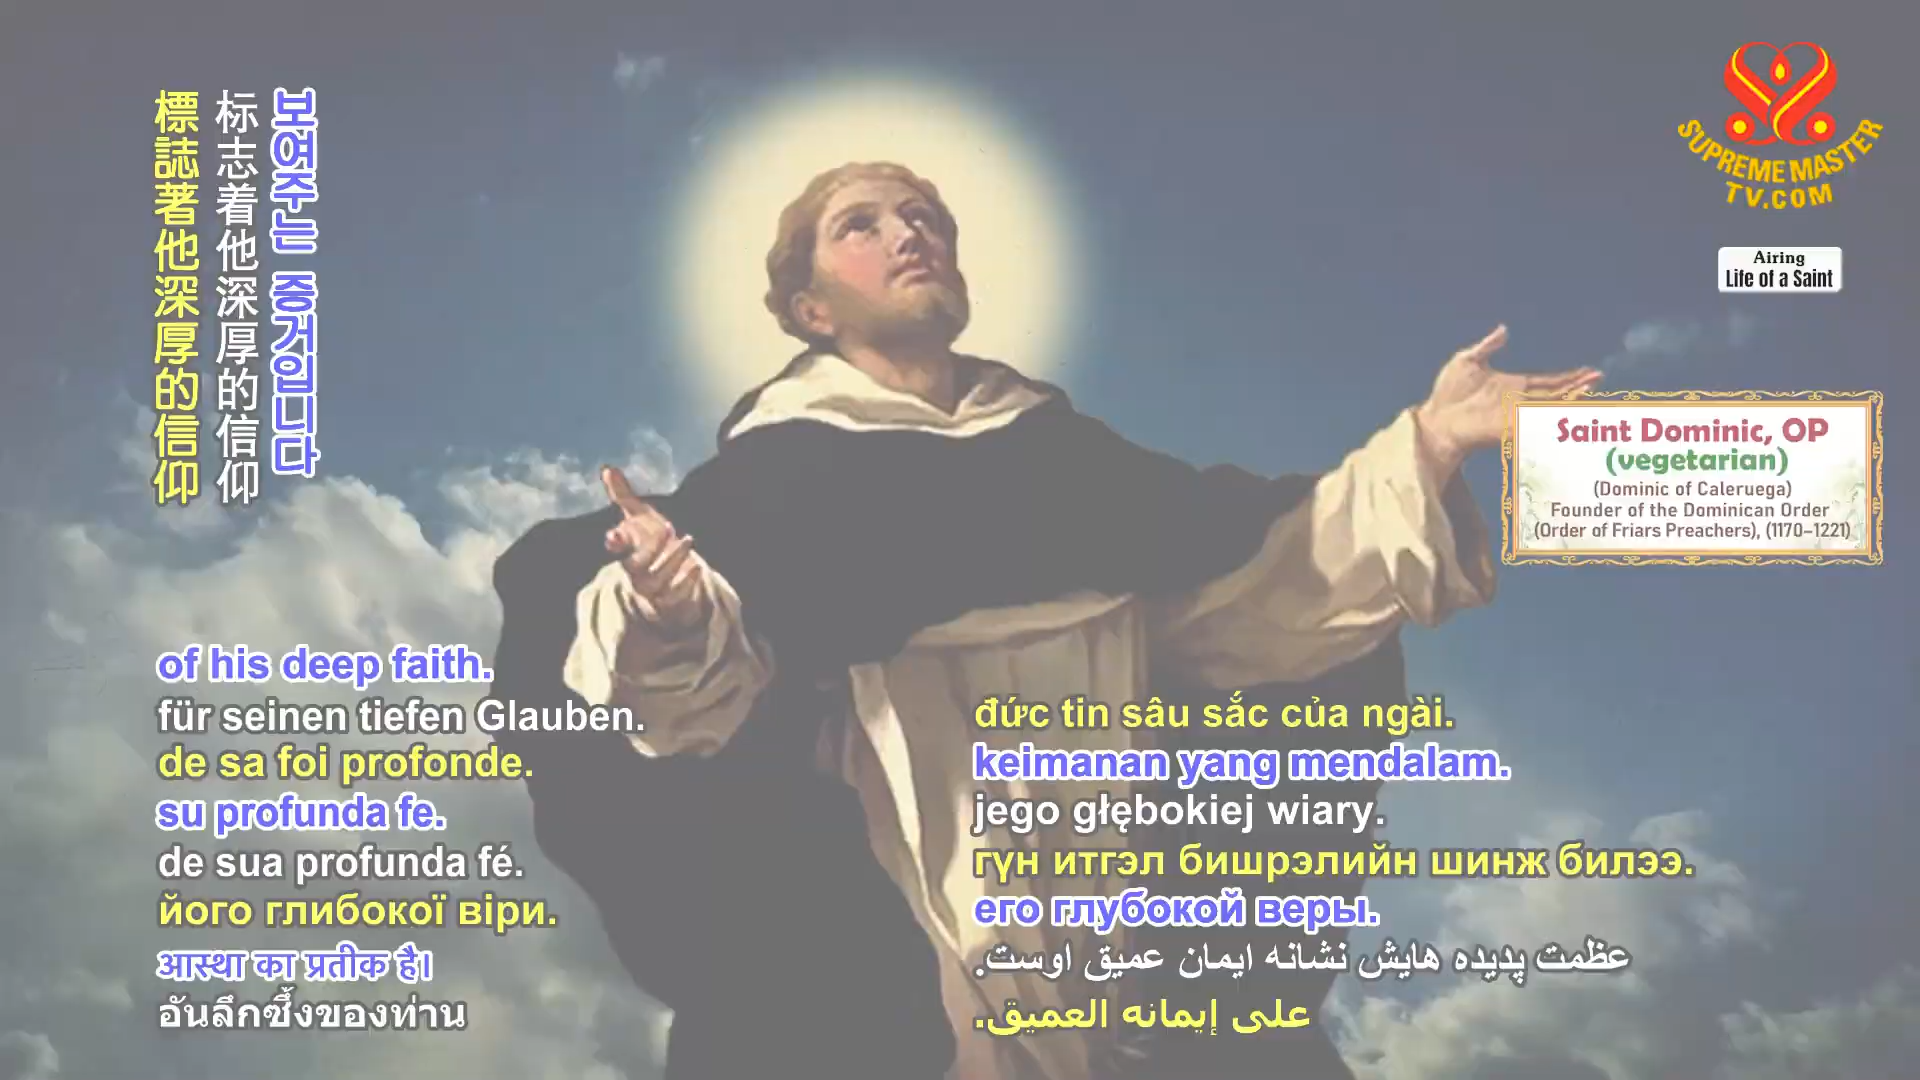 標誌著他深厚的信仰
标志着他深厚的信仰
보여주는 증거입니다
SUPREME MASTER
TV.COM
Airing
Life of a Saint
Saint Dominic, OP
(vegetarian)
(Dominic of Caleruega)
Founder of the Dominican Order
(Order of Friars Preachers), (1170–1221)
of his deep faith.
für seinen tiefen Glauben.
de sa foi profonde.
su profunda fe.
de sua profunda fé.
його глибокої віри.
आस्था का प्रतीक है।
อันลึกซึ้งของท่าน
đức tin sâu sắc của ngài.
keimanan yang mendalam.
jego głębokiej wiary.
гүн итгэл бишрэлийн шинж билээ.
его глубокой веры.
عظمت پدیده هایش نشانه ایمان عمیق اوست.
على إيمانه العميق.